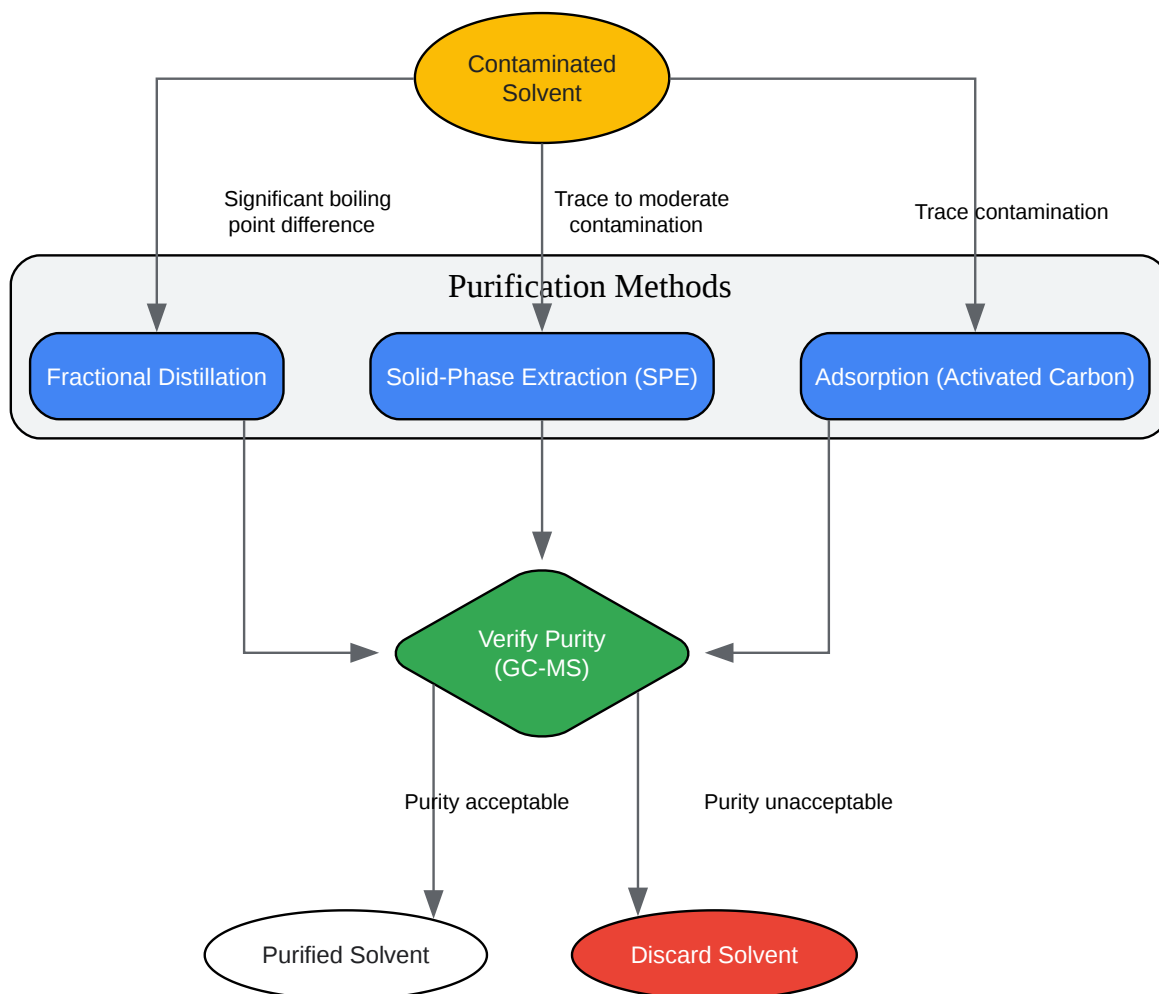 Contaminated
Solvent
Significant boiling
point difference
Trace to moderate
contamination
Trace contamination
Purification Methods
Fractional Distillation
Solid-Phase Extraction (SPE)
Adsorption (Activated Carbon)
Verify Purity
(GC-MS)
Purity acceptable
Purity unacceptable
Purified Solvent
Discard Solvent